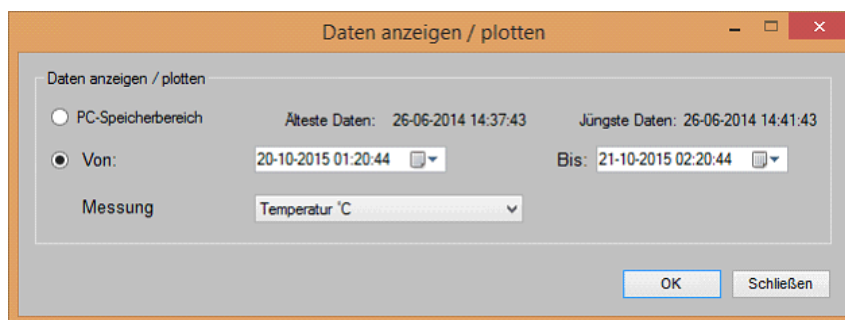 Daten anzeigen / plotten
Daten anzeigen / plotten
PC-Speicherbereich Älteste Daten: 26-06-2014 14:37:43 Jüngste Daten: 26-06-2014 14:41:43
Von: 20-10-2015 01:20:44 Bis: 21-10-2015 02:20:44
Messung Temperatur °C
OK Schließen